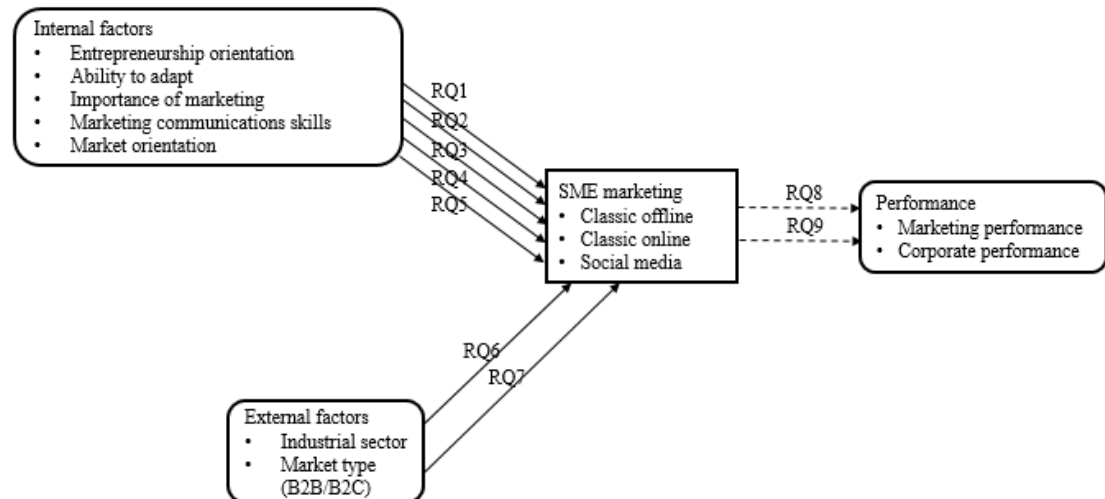 Internal factors
• Entrepreneurship orientation
• Ability to adapt
• Importance of marketing
• Marketing communications skills
• Market orientation
RQ1
RQ2
RQ3
RQ4
RQ5
SME marketing
• Classic offline
• Classic online
• Social media
RQ8
RQ9
Performance
• Marketing performance
• Corporate performance
RQ6
RQ7
External factors
• Industrial sector
• Market type
(B2B/B2C)